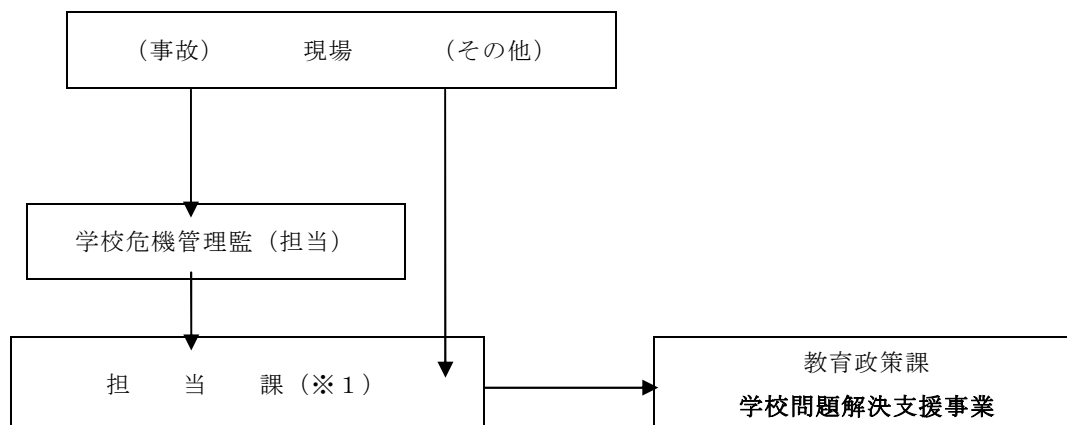 (事故) 現場 (その他)
学校危機管理監(担当)
担 当 課(※1)
教育政策課
学校問題解決支援事業